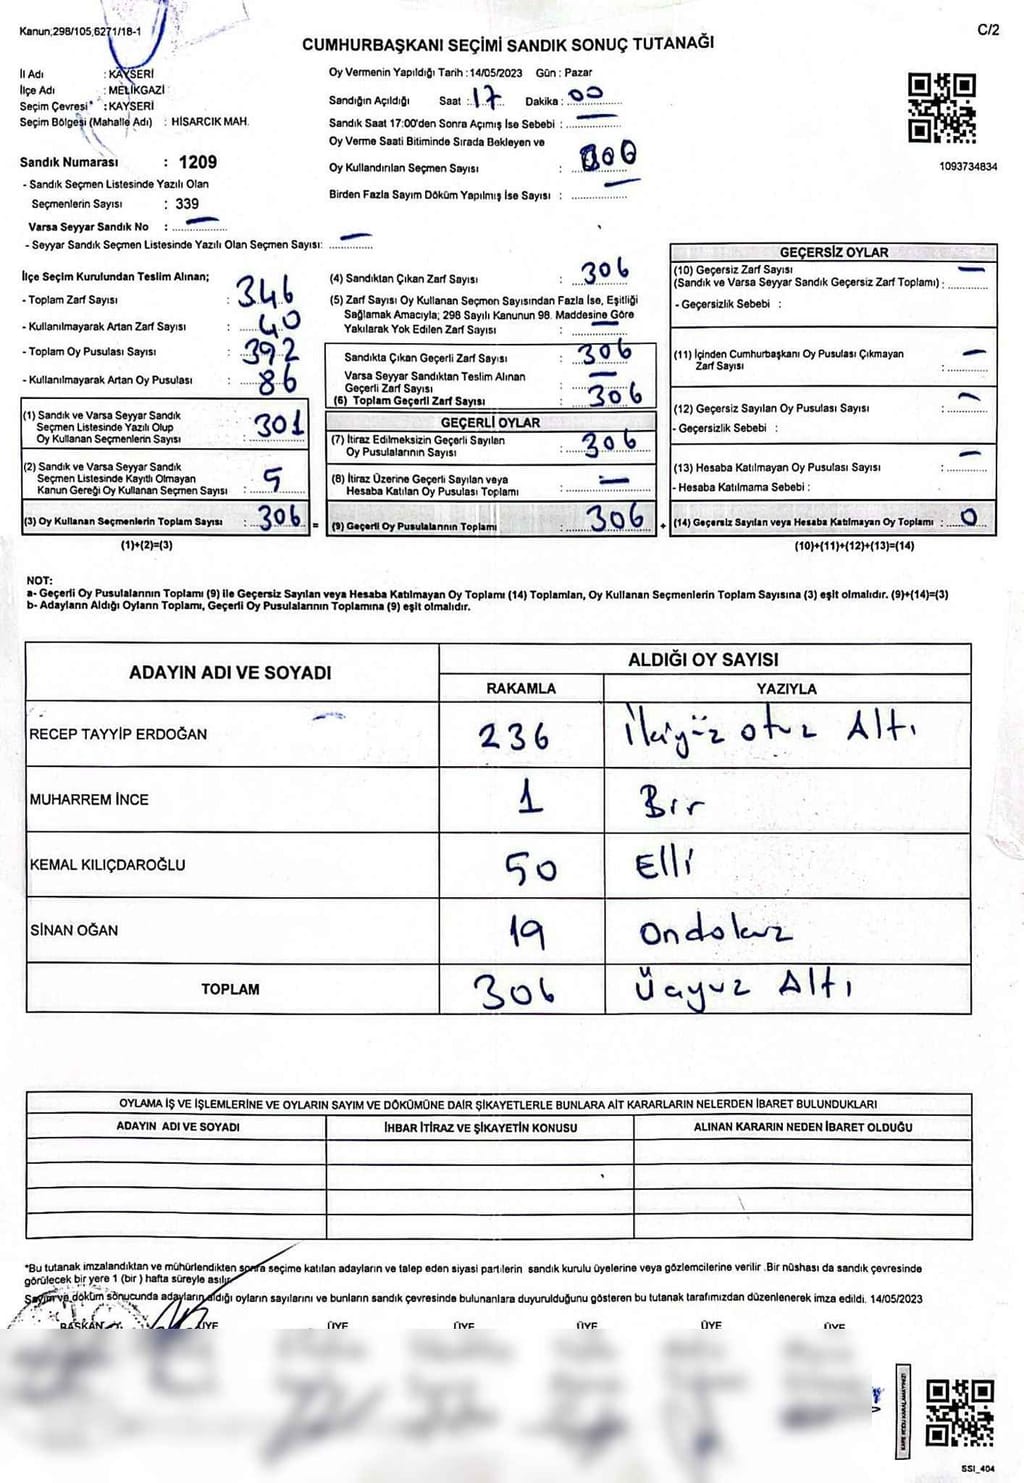 Kanun,298/105,6271/18-1
C/2
CUMHURBAŞKANI SEÇİMİ SANDIK SONUÇ TUTANAĞI
İl Adı : KAYSERİ
İlçe Adı : MELİKGAZİ
Seçim Çevresi* : KAYSERİ
Seçim Bölgesi (Mahalle Adı) : HİSARCIK MAH.
Sandık Numarası : 1209
- Sandık Seçmen Listesinde Yazılı Olan
Seçmenlerin Sayısı : 339
Varsa Seyyar Sandık No : —
- Seyyar Sandık Seçmen Listesinde Yazılı Olan Seçmen Sayısı: —
Oy Vermenin Yapıldığı Tarih : 14/05/2023 Gün : Pazar
Sandığın Açıldığı Saat : 17 Dakika : 00
Sandık Saat 17:00'den Sonra Açımış İse Sebebi : —
Oy Verme Saati Bitiminde Sırada Bekleyen ve
Oy Kullandırılan Seçmen Sayısı : 000
Birden Fazla Sayım Döküm Yapılmış İse Sayısı : —
1093734834
İlçe Seçim Kurulundan Teslim Alınan;
- Toplam Zarf Sayısı : 346
- Kullanılmayarak Artan Zarf Sayısı : 40
- Toplam Oy Pusulası Sayısı : 392
- Kullanılmayarak Artan Oy Pusulası : 86
(1) Sandık ve Varsa Seyyar Sandık
Seçmen Listesinde Yazılı Olup
Oy Kullanan Seçmenlerin Sayısı : 301
(2) Sandık ve Varsa Seyyar Sandık
Seçmen Listesinde Kayıtlı Olmayan
Kanun Gereği Oy Kullanan Seçmen Sayısı : 5
(3) Oy Kullanan Seçmenlerin Toplam Sayısı : 306 =
(1)+(2)=(3)
(4) Sandıktan Çıkan Zarf Sayısı : 306
(5) Zarf Sayısı Oy Kullanan Seçmen Sayısından Fazla İse, Eşitliği
Sağlamak Amacıyla; 298 Sayılı Kanunun 98. Maddesine Göre
Yakılarak Yok Edilen Zarf Sayısı : —
Sandıkta Çıkan Geçerli Zarf Sayısı : 306
Varsa Seyyar Sandıktan Teslim Alınan
Geçerli Zarf Sayısı : —
(6) Toplam Geçerli Zarf Sayısı : 306
GEÇERLİ OYLAR
(7) İtiraz Edilmeksizin Geçerli Sayılan
Oy Pusulalarının Sayısı : 306
(8) İtiraz Üzerine Geçerli Sayılan veya
Hesaba Katılan Oy Pusulası Toplamı : —
(9) Geçerli Oy Pusulalarının Toplamı : 306 +
GEÇERSİZ OYLAR
(10) Geçersiz Zarf Sayısı
(Sandık ve Varsa Seyyar Sandık Geçersiz Zarf Toplamı) : —
- Geçersizlik Sebebi :
(11) İçinden Cumhurbaşkanı Oy Pusulası Çıkmayan
Zarf Sayısı : —
(12) Geçersiz Sayılan Oy Pusulası Sayısı : —
- Geçersizlik Sebebi :
(13) Hesaba Katılmayan Oy Pusulası Sayısı : —
- Hesaba Katılmama Sebebi :
(14) Geçersiz Sayılan veya Hesaba Katılmayan Oy Toplamı : 0
(10)+(11)+(12)+(13)=(14)
NOT:
a- Geçerli Oy Pusulalarının Toplamı (9) ile Geçersiz Sayılan veya Hesaba Katılmayan Oy Toplamı (14) Toplamları, Oy Kullanan Seçmenlerin Toplam Sayısına (3) eşit olmalıdır. (9)+(14)=(3)
b- Adayların Aldığı Oyların Toplamı, Geçerli Oy Pusulalarının Toplamına (9) eşit olmalıdır.
ADAYIN ADI VE SOYADI
ALDIĞI OY SAYISI
RAKAMLA YAZIYLA
RECEP TAYYİP ERDOĞAN 236 İkiyüz otuz Altı
MUHARREM İNCE 1 Bir
KEMAL KILIÇDAROĞLU 50 Elli
SİNAN OĞAN 19 Ondokuz
TOPLAM 306 Üçyüz Altı
OYLAMA İŞ VE İŞLEMLERİNE VE OYLARIN SAYIM VE DÖKÜMÜNE DAİR ŞİKAYETLERLE BUNLARA AİT KARARLARIN NELERDEN İBARET BULUNDUKLARI
ADAYIN ADI VE SOYADI İHBAR İTİRAZ VE ŞİKAYETİN KONUSU ALINAN KARARIN NEDEN İBARET OLDUĞU
*Bu tutanak imzalandıktan ve mühürlendikten sonra seçime katılan adayların ve talep eden siyasi partilerin sandık kurulu üyelerine veya gözlemcilerine verilir .Bir nüshası da sandık çevresinde
görülecek bir yere 1 (bir ) hafta süreyle asılır.
Sayım ve döküm sonucunda adayların aldığı oyların sayılarını ve bunların sandık çevresinde bulunanlara duyurulduğunu gösteren bu tutanak tarafımızdan düzenlenerek imza edildi. 14/05/2023
BAŞKAN ÜYE ÜYE ÜYE ÜYE ÜYE ÜYE
KARE KODU KARALAMAYINIZ!
SSI_404